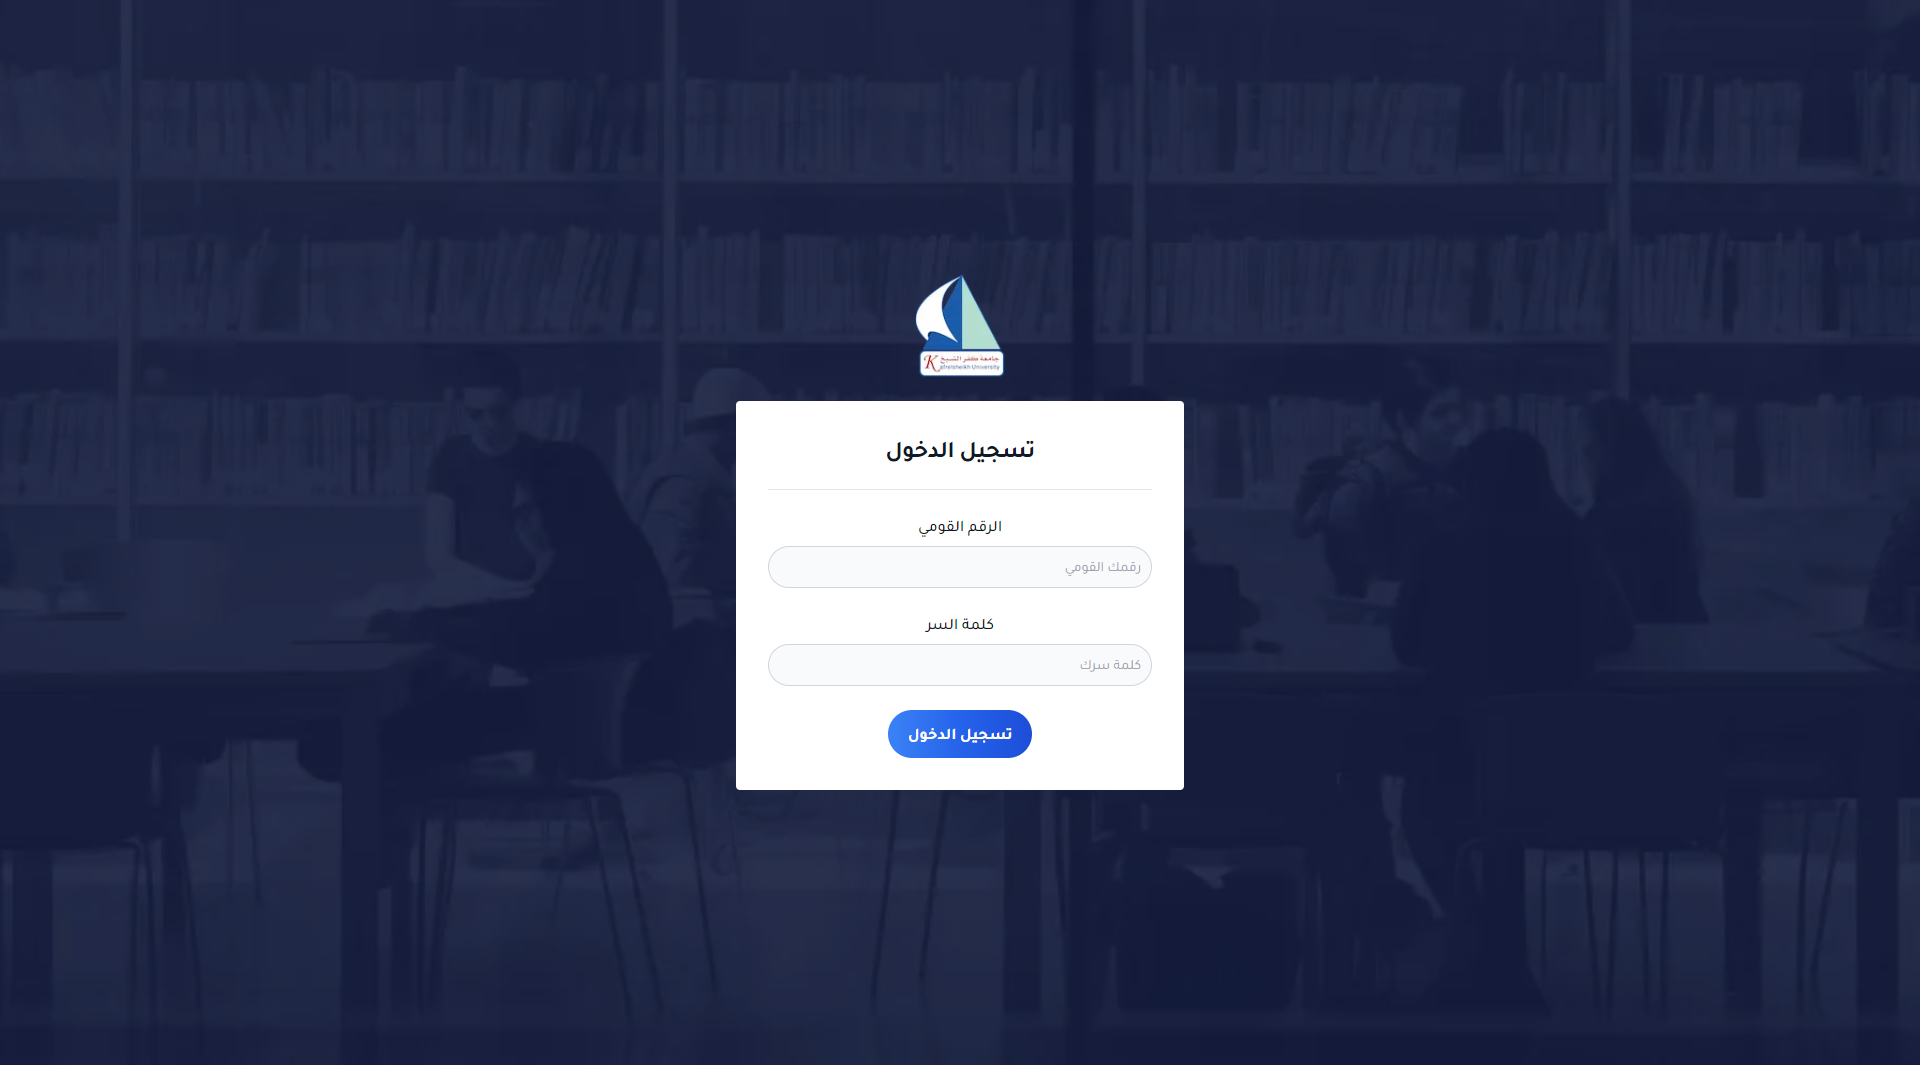 جامعة كفر الشيخ
Kafrelsheikh University
تسجيل الدخول
الرقم القومي
رقمك القومي
كلمة السر
كلمة سرك
تسجيل الدخول